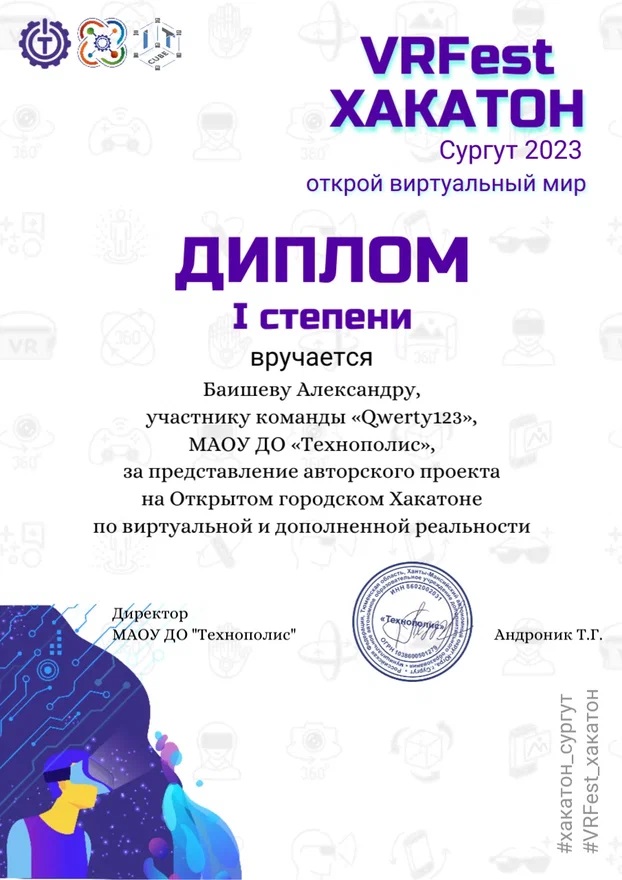 IT
CUBE
VRFest
ХАКАТОН
Сургут 2023
открой виртуальный мир
ДИПЛОМ
I степени
вручается
Баишеву Александру,
участнику команды «Qwerty123»,
МАОУ ДО «Технополис»,
за представление авторского проекта
на Открытом городском Хакатоне
по виртуальной и дополненной реальности
Директор
МАОУ ДО "Технополис"
«Технополис»
Андроник Т.Г.
#хакатон_сургут
#VRFest_хакатон